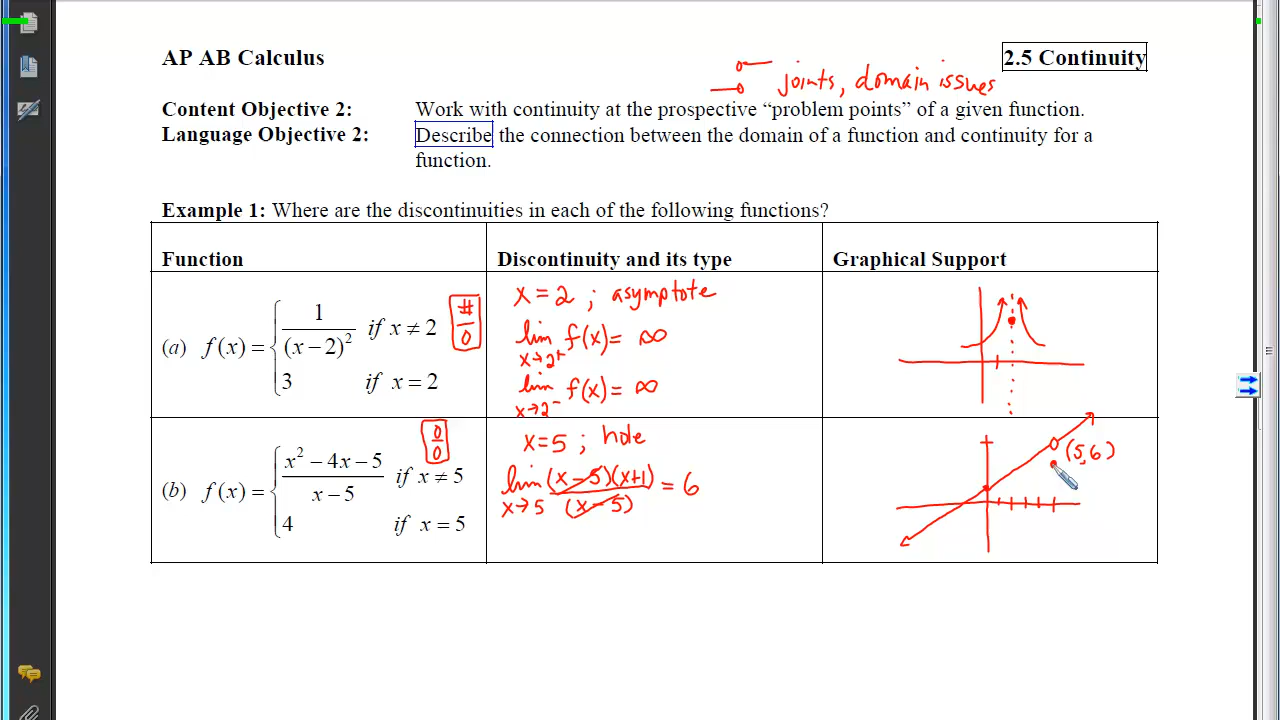 AP AB Calculus
2.5 Continuity
joints, domain issues
Content Objective 2: Work with continuity at the prospective “problem points” of a given function.
Language Objective 2: Describe the connection between the domain of a function and continuity for a
function.
Example 1: Where are the discontinuities in each of the following functions?
Function Discontinuity and its type Graphical Support
(a) f(x) = { 1/(x−2)² if x ≠ 2
3 if x = 2
#/0
x = 2 ; asymptote
lim x→2⁺ f(x) = ∞
lim x→2⁻ f(x) = ∞
(b) f(x) = { (x² − 4x − 5)/(x − 5) if x ≠ 5
4 if x = 5
0/0
x=5 ; hole
lim x→5 (x−5)(x+1)/(x−5) = 6
(5,6)